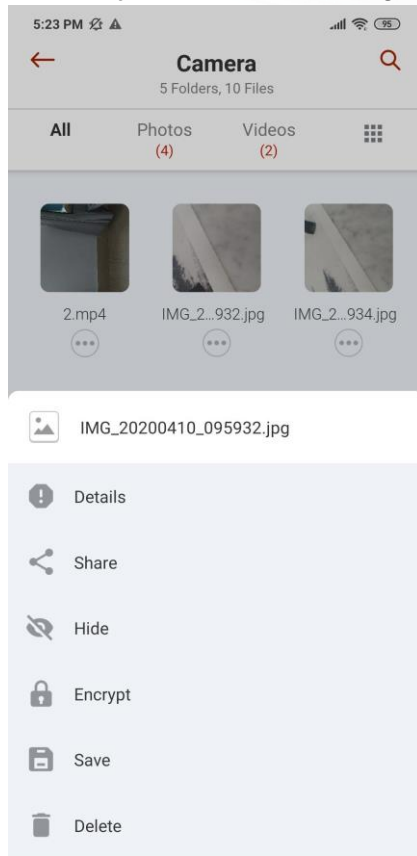 5:23 PM 95
Camera
5 Folders, 10 Files
All Photos Videos
(4) (2)
2.mp4 IMG_2...932.jpg IMG_2...934.jpg
IMG_20200410_095932.jpg
Details
Share
Hide
Encrypt
Save
Delete